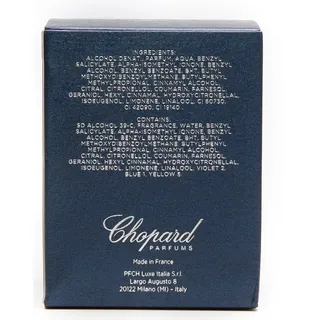 INGREDIENTS:
ALCOHOL DENAT., PARFUM, AQUA, BENZYL
SALICYLATE, ALPHA-ISOMETHYL IONONE, BENZYL
ALCOHOL, BENZYL BENZOATE, BHT, BUTYL
METHOXYDIBENZOYLMETHANE, BUTYLPHENYL
METHYLPROPIONAL, CINNAMYL ALCOHOL,
CITRAL, CITRONELLOL, COUMARIN, FARNESOL,
GERANIOL, HEXYL CINNAMAL, HYDROXYCITRONELLAL,
ISOEUGENOL, LIMONENE, LINALOOL, CI 60730,
CI 42090, CI 19140
CONTAINS:
SD ALCOHOL 39-C, FRAGRANCE, WATER, BENZYL
SALICYLATE, ALPHA-ISOMETHYL IONONE, BENZYL
ALCOHOL, BENZYL BENZOATE, BHT, BUTYL
METHOXYDIBENZOYLMETHANE, BUTYLPHENYL
METHYLPROPIONAL, CINNAMYL ALCOHOL,
CITRAL, CITRONELLOL, COUMARIN, FARNESOL,
GERANIOL, HEXYL CINNAMAL, HYDROXYCITRONELLAL,
ISOEUGENOL, LIMONENE, LINALOOL, VIOLET 2,
BLUE 1, YELLOW 5
Chopard
PARFUMS
Made in France
PFCH Luxe Italia S.r.l.
Largo Augusto 8
20122 Milano (MI) – Italy